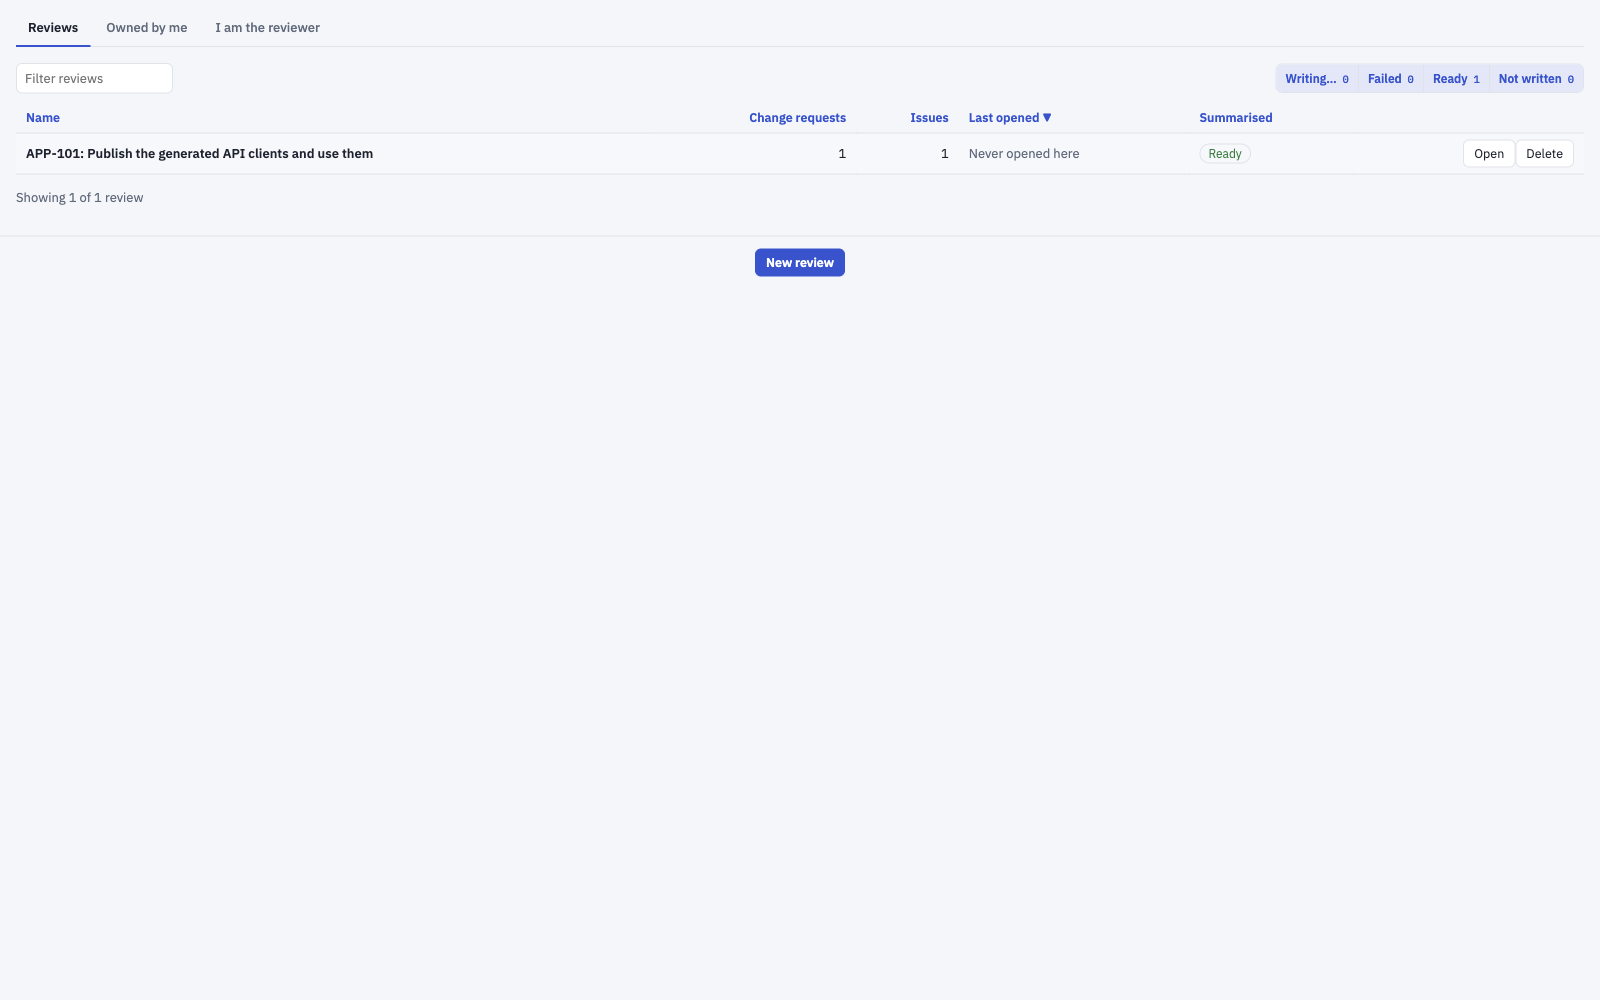 Reviews Owned by me I am the reviewer
Filter reviews
Writing... 0 Failed 0 Ready 1 Not written 0
Name Change requests Issues Last opened ▼ Summarised
APP-101: Publish the generated API clients and use them 1 1 Never opened here Ready Open Delete
Showing 1 of 1 review
New review